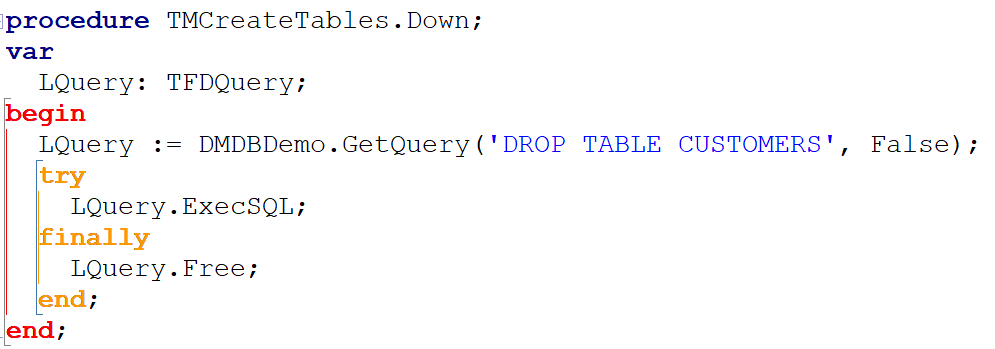 procedure TMCreateTables.Down;
var
  LQuery: TFDQuery;
begin
  LQuery := DMDBDemo.GetQuery('DROP TABLE CUSTOMERS', False);
  try
    LQuery.ExecSQL;
  finally
    LQuery.Free;
  end;
end;